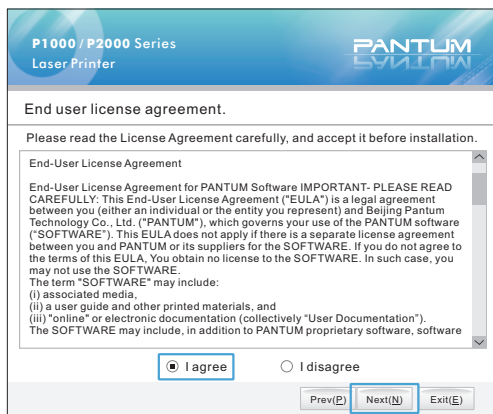 P1000 / P2000 Series
Laser Printer
PANTUM
End user license agreement.
Please read the License Agreement carefully, and accept it before installation.
End-User License Agreement
End-User License Agreement for PANTUM Software IMPORTANT- PLEASE READ
CAREFULLY: This End-User License Agreement ("EULA") is a legal agreement
between you (either an individual or the entity you represent) and Beijing Pantum
Technology Co., Ltd. ("PANTUM"), which governs your use of the PANTUM software
("SOFTWARE"). This EULA does not apply if there is a separate license agreement
between you and PANTUM or its suppliers for the SOFTWARE. If you do not agree to
the terms of this EULA, You obtain no license to the SOFTWARE. In such case, you
may not use the SOFTWARE.
The term "SOFTWARE" may include:
(i) associated media,
(ii) a user guide and other printed materials, and
(iii) "online" or electronic documentation (collectively “User Documentation”).
The SOFTWARE may include, in addition to PANTUM proprietary software, software
I agree
I disagree
Prev(P) Next(N) Exit(E)